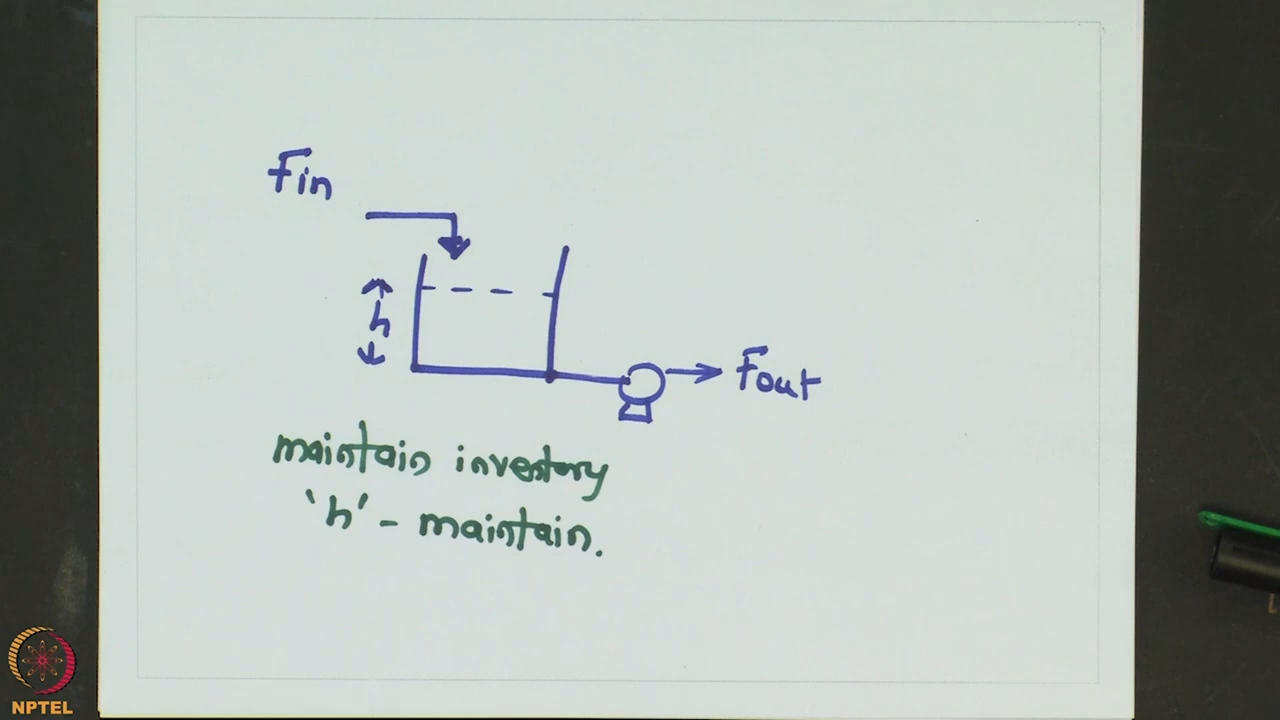 Fin
h
Fout
maintain inventory
'h' - maintain.
NPTEL